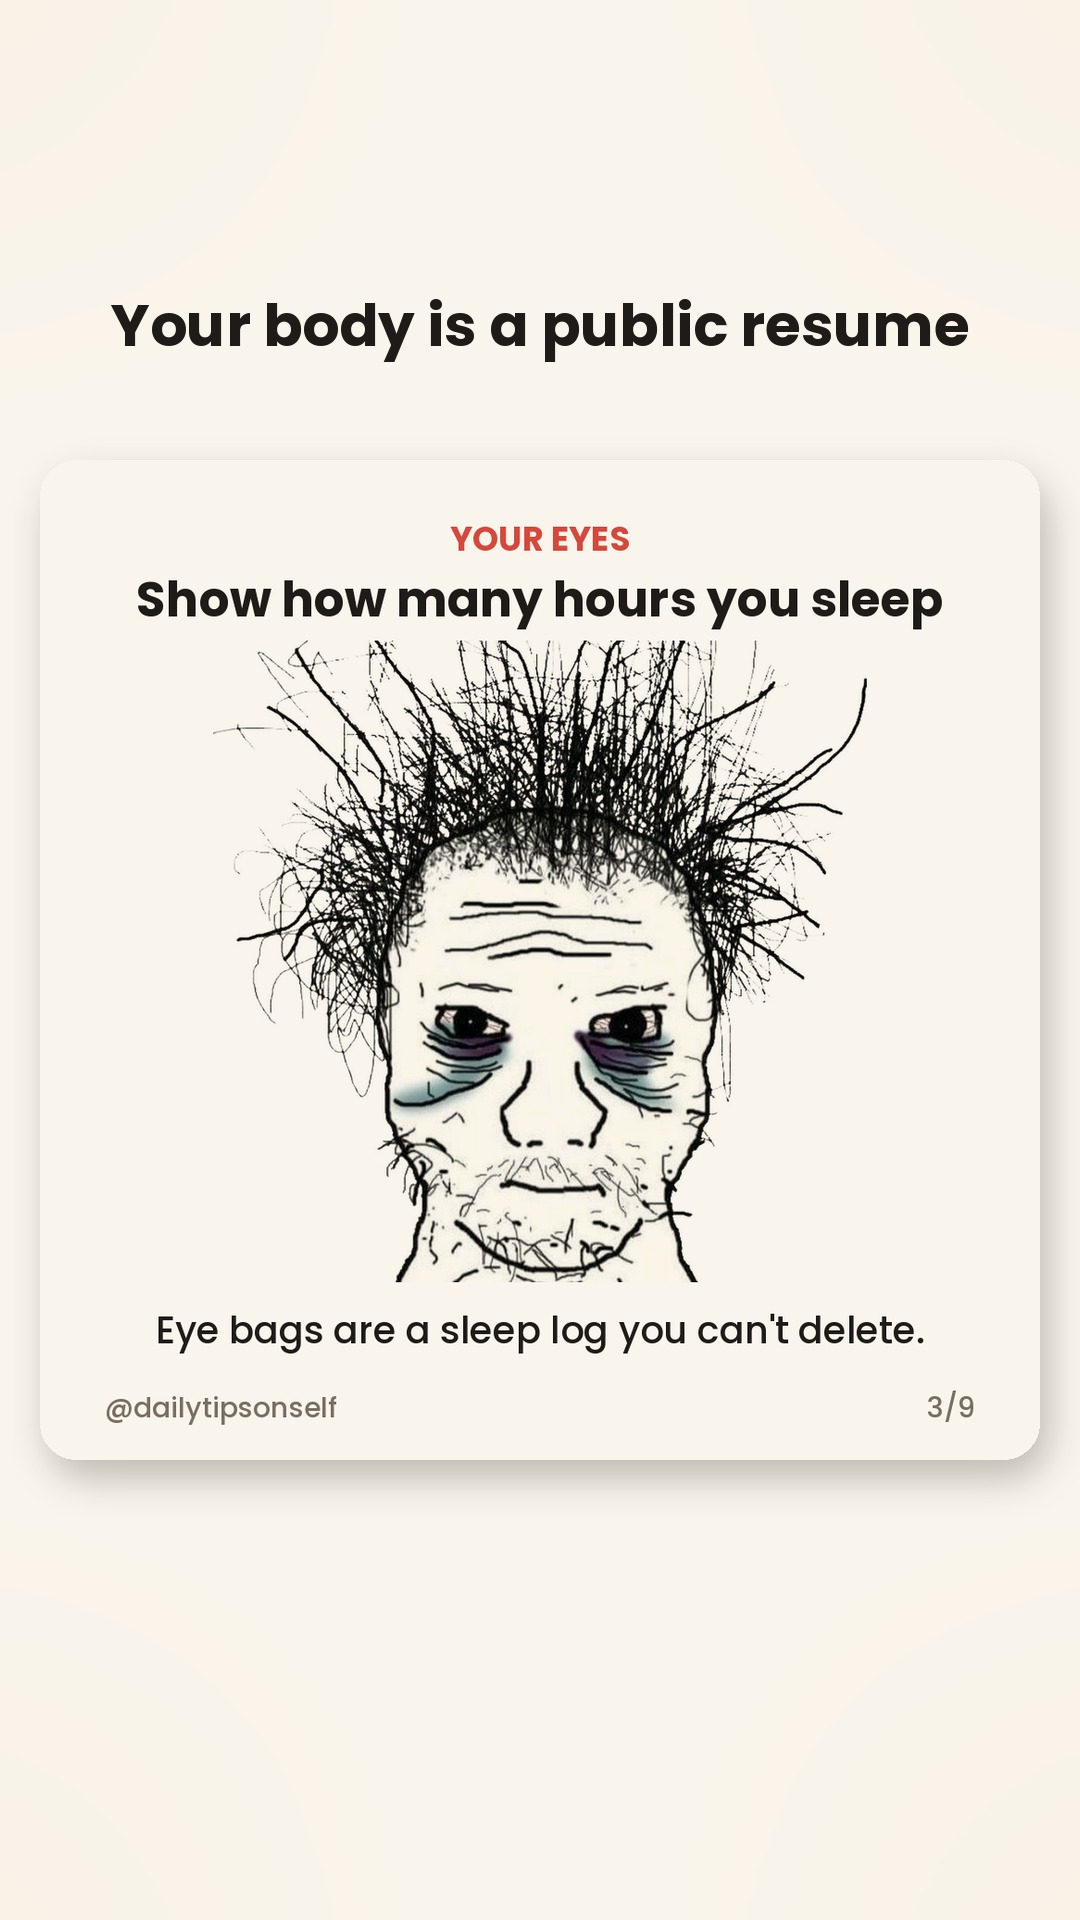 Your body is a public resume
YOUR EYES
Show how many hours you sleep
Eye bags are a sleep log you can't delete.
@dailytipsonself
3/9